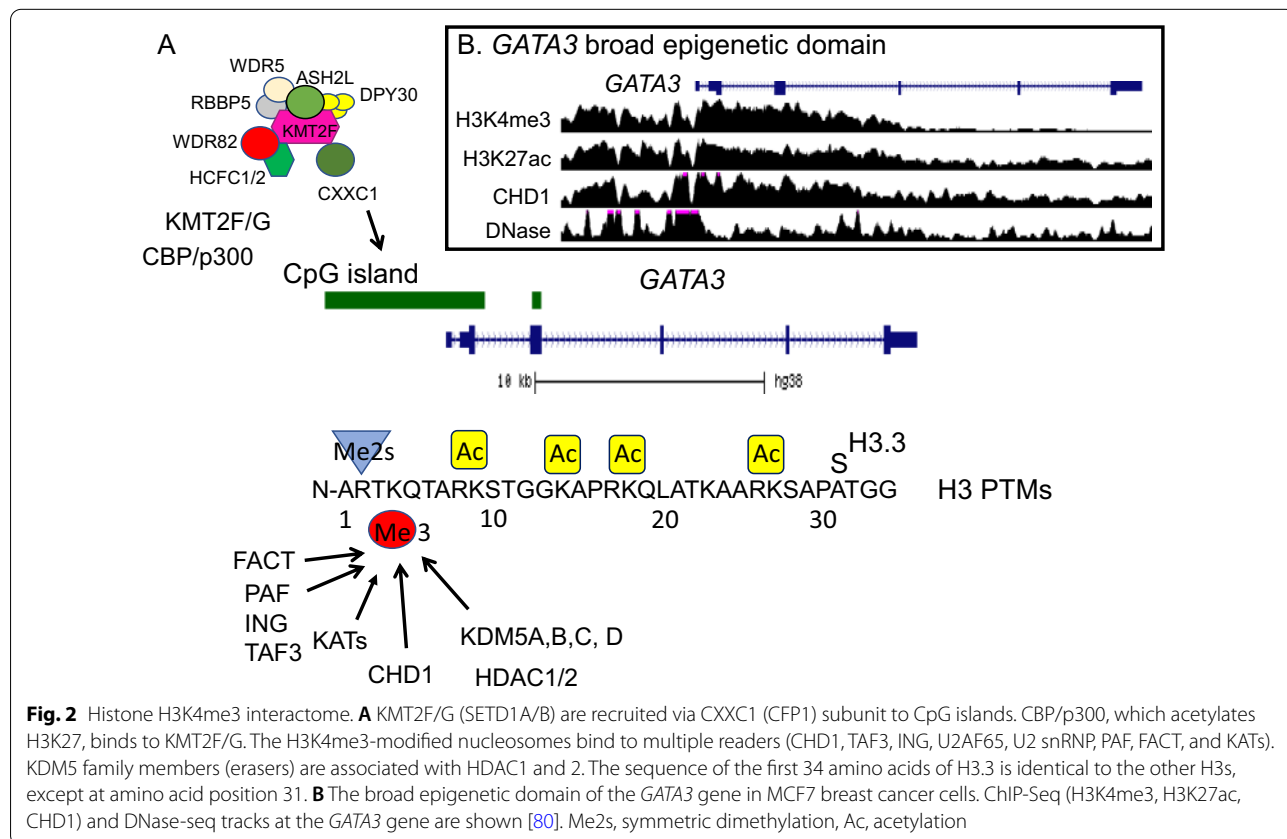 A
WDR5
ASH2L
RBBP5
DPY30
KMT2F
WDR82
HCFC1/2
CXXC1
KMT2F/G
CBP/p300
CpG island
B. GATA3 broad epigenetic domain
GATA3
H3K4me3
H3K27ac
CHD1
DNase
GATA3
10 kb hg38
Me2s Ac Ac Ac Ac S H3.3
N-ARTKQTARKSTGGKAPRKQLATKAARKSAPATGG H3 PTMs
1 10 20 30
Me 3
FACT
PAF
ING
TAF3
KATs
CHD1
KDM5A,B,C, D
HDAC1/2
Fig. 2 Histone H3K4me3 interactome. A KMT2F/G (SETD1A/B) are recruited via CXXC1 (CFP1) subunit to CpG islands. CBP/p300, which acetylates
H3K27, binds to KMT2F/G. The H3K4me3-modified nucleosomes bind to multiple readers (CHD1, TAF3, ING, U2AF65, U2 snRNP, PAF, FACT, and KATs).
KDM5 family members (erasers) are associated with HDAC1 and 2. The sequence of the first 34 amino acids of H3.3 is identical to the other H3s,
except at amino acid position 31. B The broad epigenetic domain of the GATA3 gene in MCF7 breast cancer cells. ChIP-Seq (H3K4me3, H3K27ac,
CHD1) and DNase-seq tracks at the GATA3 gene are shown [80]. Me2s, symmetric dimethylation, Ac, acetylation